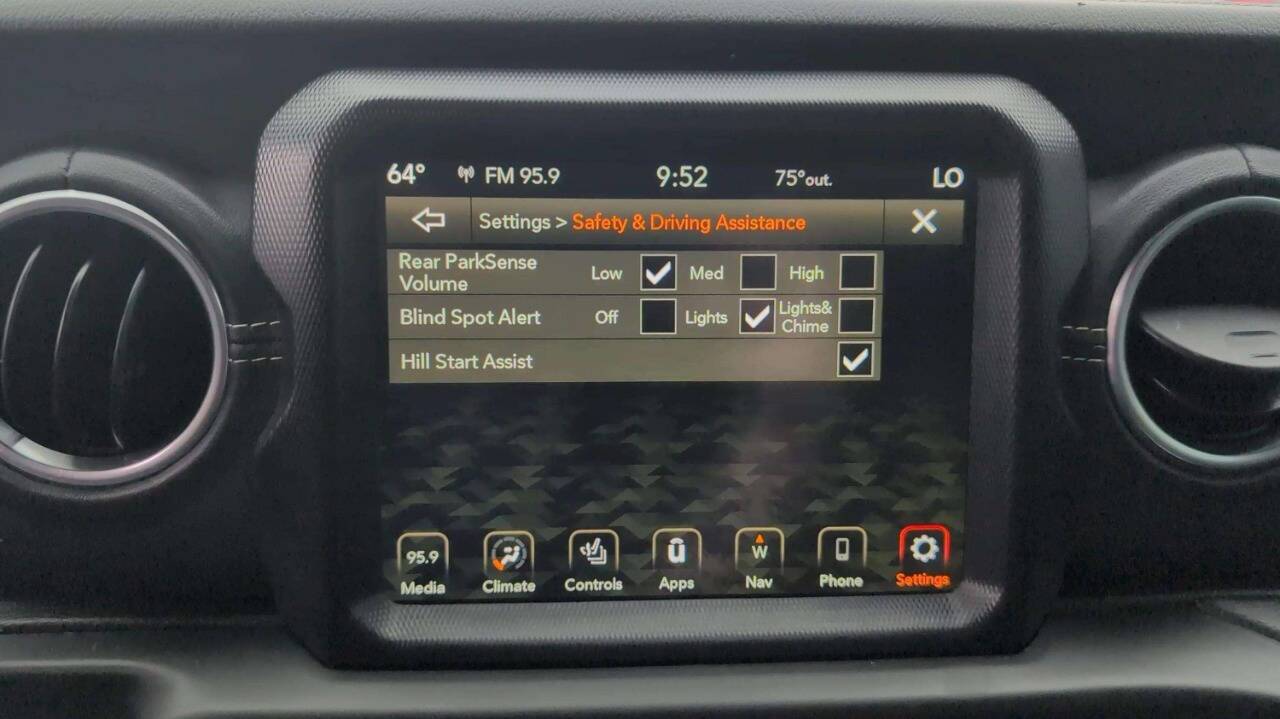 64° FM 95.9 9:52 75°out. LO
Settings > Safety & Driving Assistance
Rear ParkSense
Volume
Low Med High
Blind Spot Alert Off Lights
Lights&
Chime
Hill Start Assist
95.9
W
Media Climate Controls Apps Nav Phone Settings